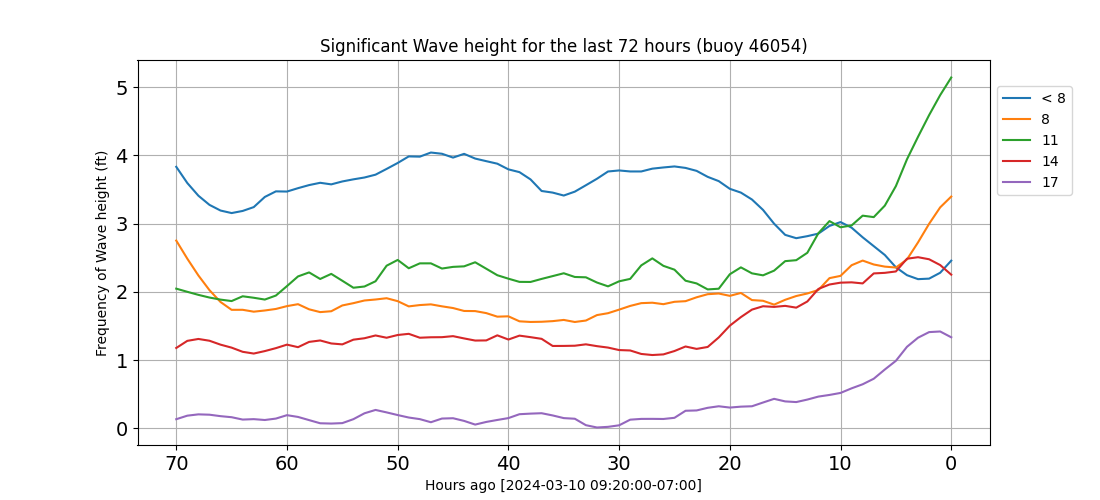 Significant Wave height for the last 72 hours (buoy 46054)
Frequency of Wave height (ft)
5
4
3
2
1
0
70 60 50 40 30 20 10 0
Hours ago [2024-03-10 09:20:00-07:00]
< 8
8
11
14
17